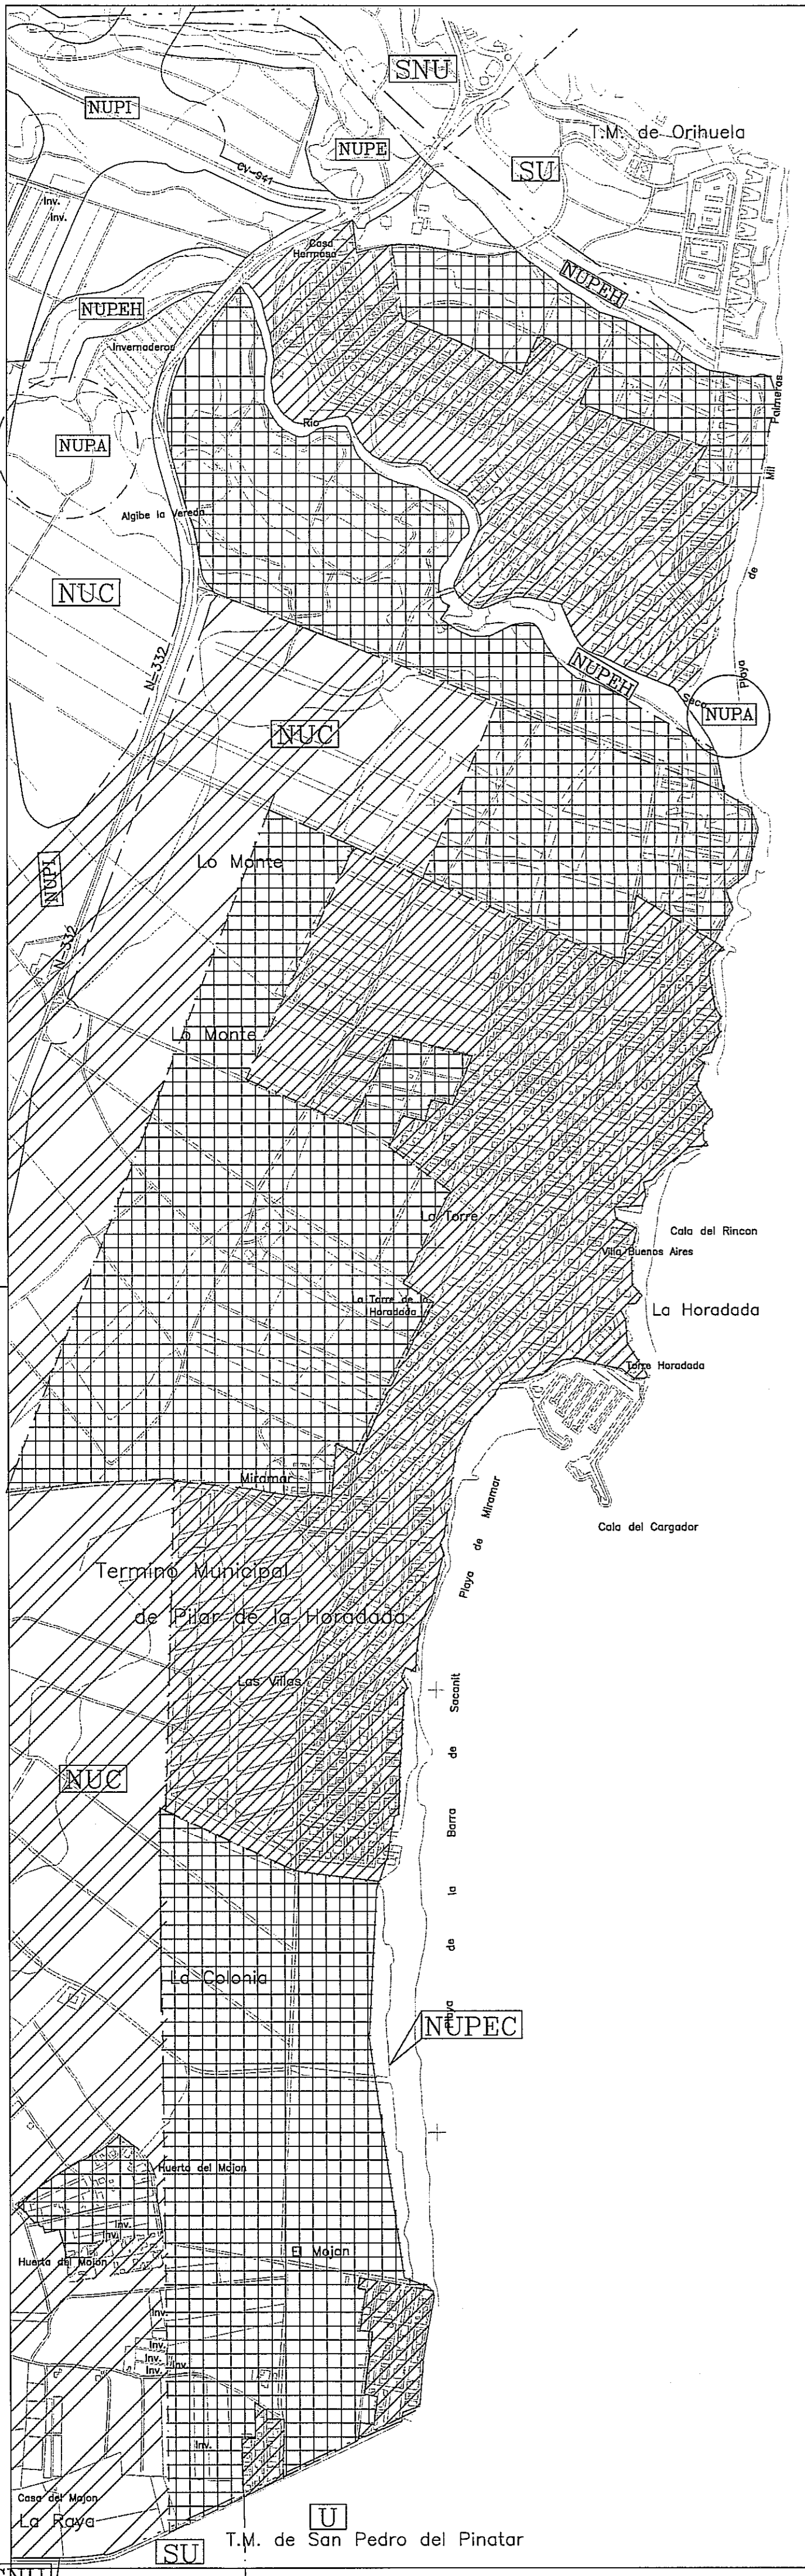 SNU
NUPI
T.M. de Orihuela
NUPE
SU
CV-941
Inv.
Inv.
Casa
Hermosa
NUPEH
NUPEH
Invernaderos
Palmeras
Rio
NUPA
Mil
Algibe la Vereda
de
NUC
N-332
NUPEH
Playa
Seco
NUPA
NUC
Lo Monte
NUPI
N-332
Lo Monte
La Torre
Cala del Rincon
Villa Buenos Aires
La Torre de la
Horadada
La Horadada
Torre Horadada
Miramar
Playa de Miramar
Cala del Cargador
Termino Municipal
de Pilar de la Horadada
Las Villas
Playa de la Barra de Sacanit
NUC
La Colonia
NUPEC
Huerta del Mojon
Inv.
Inv.
El Mojon
Huerta del Mojon
Inv.
Inv.
Inv.
Inv.
Inv.
Inv.
Casa del Mojon
La Raya
U
T.M. de San Pedro del Pinatar
SU
SNU